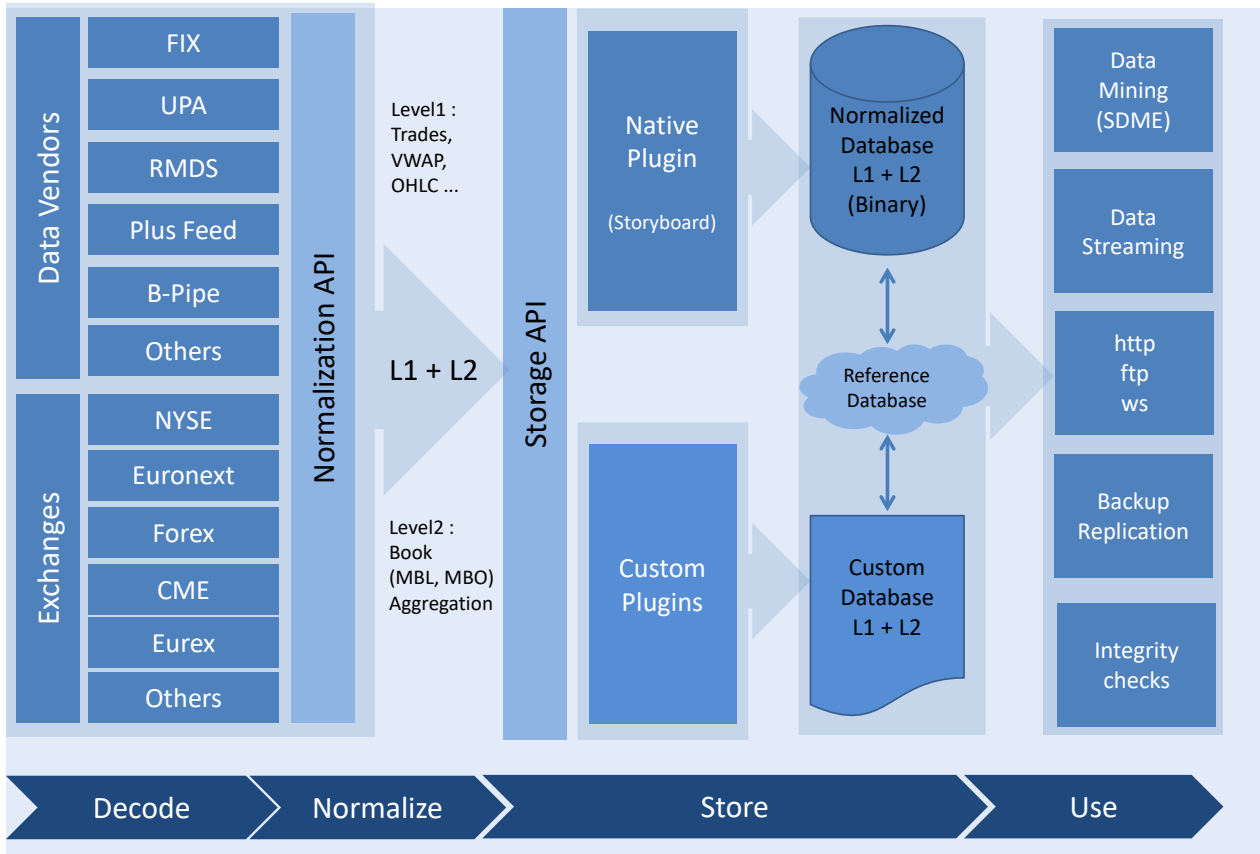 Data Vendors
FIX
UPA
RMDS
Plus Feed
B-Pipe
Others
Exchanges
NYSE
Euronext
Forex
CME
Eurex
Others
Normalization API
Level1 :
Trades,
VWAP,
OHLC ...
L1 + L2
Level2 :
Book
(MBL, MBO)
Aggregation
Storage API
Native
Plugin
(Storyboard)
Custom
Plugins
Normalized
Database
L1 + L2
(Binary)
Reference
Database
Custom
Database
L1 + L2
Data
Mining
(SDME)
Data
Streaming
http
ftp
ws
Backup
Replication
Integrity
checks
Decode
Normalize
Store
Use